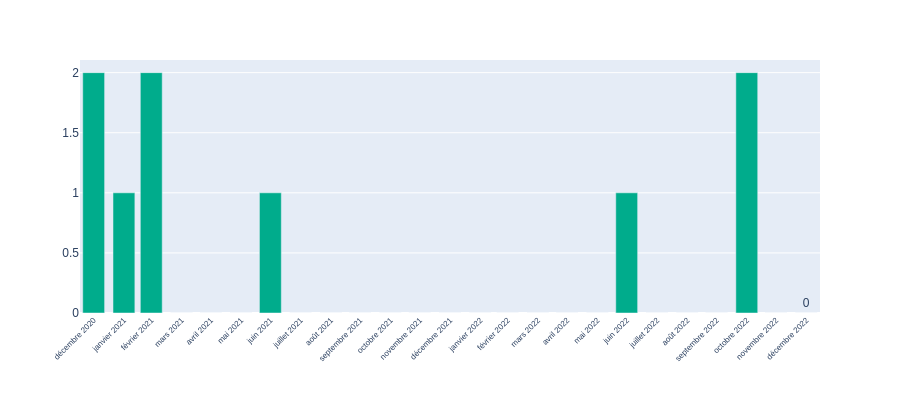 2
1.5
1
0.5
0
0
décembre 2020
janvier 2021
février 2021
mars 2021
avril 2021
mai 2021
juin 2021
juillet 2021
août 2021
septembre 2021
octobre 2021
novembre 2021
décembre 2021
janvier 2022
février 2022
mars 2022
avril 2022
mai 2022
juin 2022
juillet 2022
août 2022
septembre 2022
octobre 2022
novembre 2022
décembre 2022